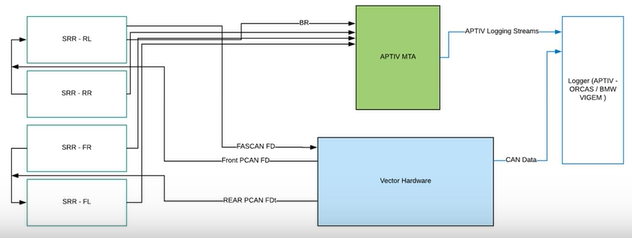 SRR - RL
SRR - RR
SRR - FR
SRR - FL
BR
APTIV MTA
APTIV Logging Streams
Logger (APTIV -
ORCAS / BMW
VIGEM )
FASCAN FD
Front PCAN FD
REAR PCAN FD
Vector Hardware
CAN Data